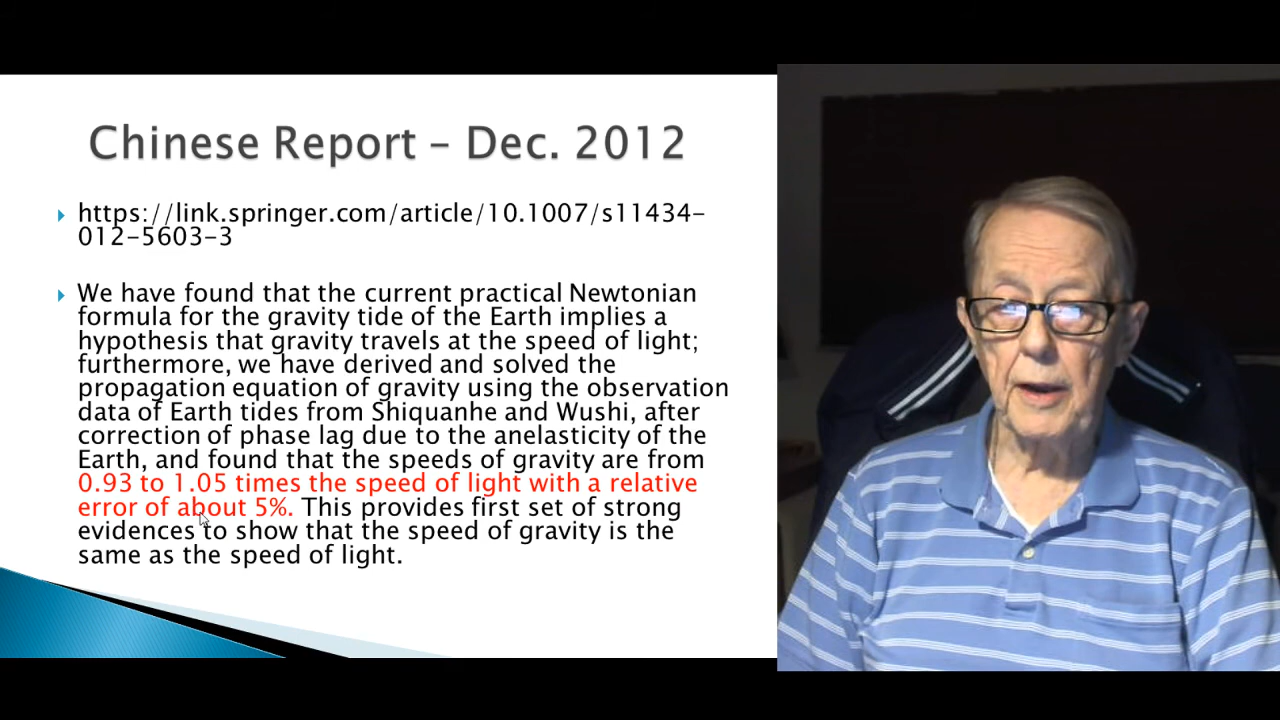 Chinese Report – Dec. 2012
https://link.springer.com/article/10.1007/s11434-
012-5603-3
We have found that the current practical Newtonian
formula for the gravity tide of the Earth implies a
hypothesis that gravity travels at the speed of light;
furthermore, we have derived and solved the
propagation equation of gravity using the observation
data of Earth tides from Shiquanhe and Wushi, after
correction of phase lag due to the anelasticity of the
Earth, and found that the speeds of gravity are from
0.93 to 1.05 times the speed of light with a relative
error of about 5%. This provides first set of strong
evidences to show that the speed of gravity is the
same as the speed of light.